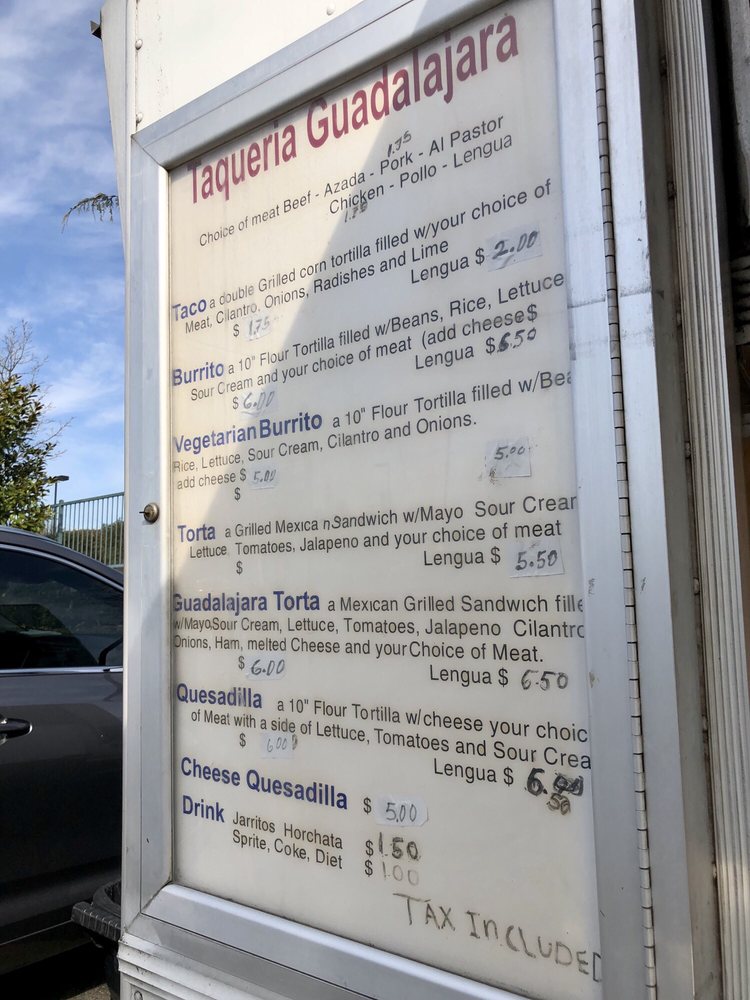 Taqueria Guadalajara
1.75
Choice of meat Beef - Azada - Pork - Al Pastor
Chicken - Pollo - Lengua
1.75
Taco a double Grilled corn tortilla filled w/your choice of
Meat, Cilantro, Onions, Radishes and Lime
$ 1.75 Lengua $ 2.00
Burrito a 10" Flour Tortilla filled w/Beans, Rice, Lettuce
Sour Cream and your choice of meat (add cheese $
$ 6.00 Lengua $ 6.50
Vegetarian Burrito a 10" Flour Tortilla filled w/Bea
Rice, Lettuce, Sour Cream, Cilantro and Onions.
add cheese $ 5.00 5.00
$
Torta a Grilled Mexica n Sandwich w/Mayo Sour Crear
Lettuce Tomatoes, Jalapeno and your choice of meat
$ Lengua $ 5.50
Guadalajara Torta a Mexican Grilled Sandwich fille
w/Mayo,Sour Cream, Lettuce, Tomatoes, Jalapeno Cilantro
Onions, Ham, melted Cheese and your Choice of Meat.
$ 6.00 Lengua $ 6.50
Quesadilla a 10" Flour Tortilla w/cheese your choic
of Meat with a side of Lettuce, Tomatoes and Sour Crea
$ 6.00 Lengua $ 6.50
Cheese Quesadilla $ 5.00
Drink Jarritos Horchata $1.50
Sprite, Coke, Diet $ 1.00
TAX INCLUDED